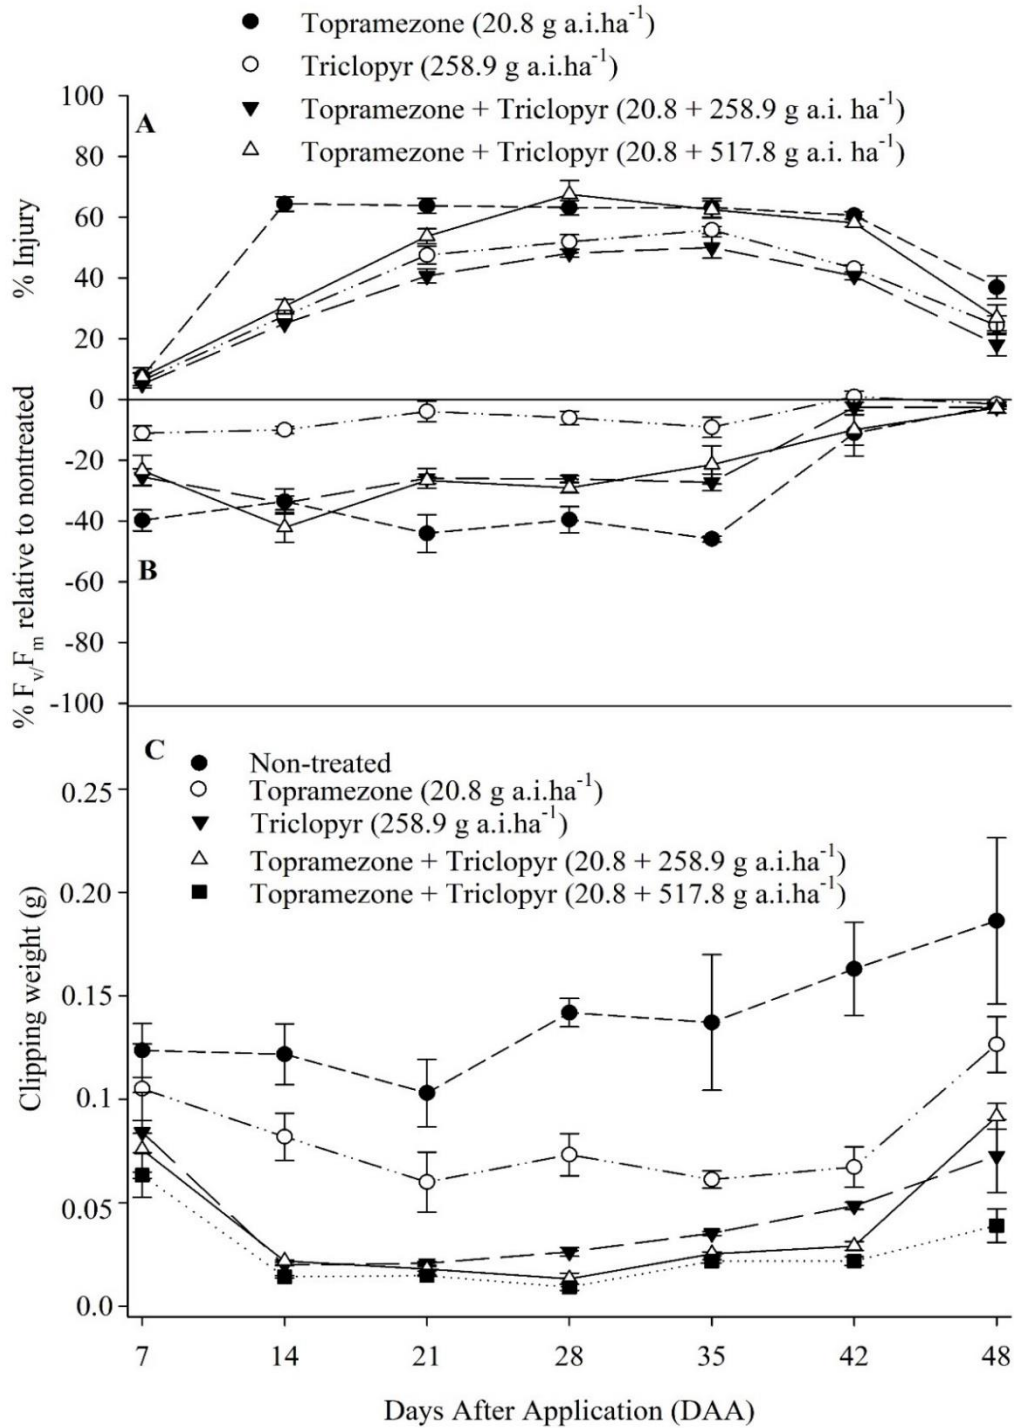 Topramezone (20.8 g a.i.ha-1)
Triclopyr (258.9 g a.i.ha-1)
Topramezone + Triclopyr (20.8 + 258.9 g a.i. ha-1)
Topramezone + Triclopyr (20.8 + 517.8 g a.i. ha-1)
A
% Injury
100
80
60
40
20
0
-20
-40
-60
-80
-100
% Fv/Fm relative to nontreated
B
C
Non-treated
Topramezone (20.8 g a.i.ha-1)
Triclopyr (258.9 g a.i.ha-1)
Topramezone + Triclopyr (20.8 + 258.9 g a.i.ha-1)
Topramezone + Triclopyr (20.8 + 517.8 g a.i.ha-1)
Clipping weight (g)
0.25
0.20
0.15
0.1
0.05
0.0
7 14 21 28 35 42 48
Days After Application (DAA)